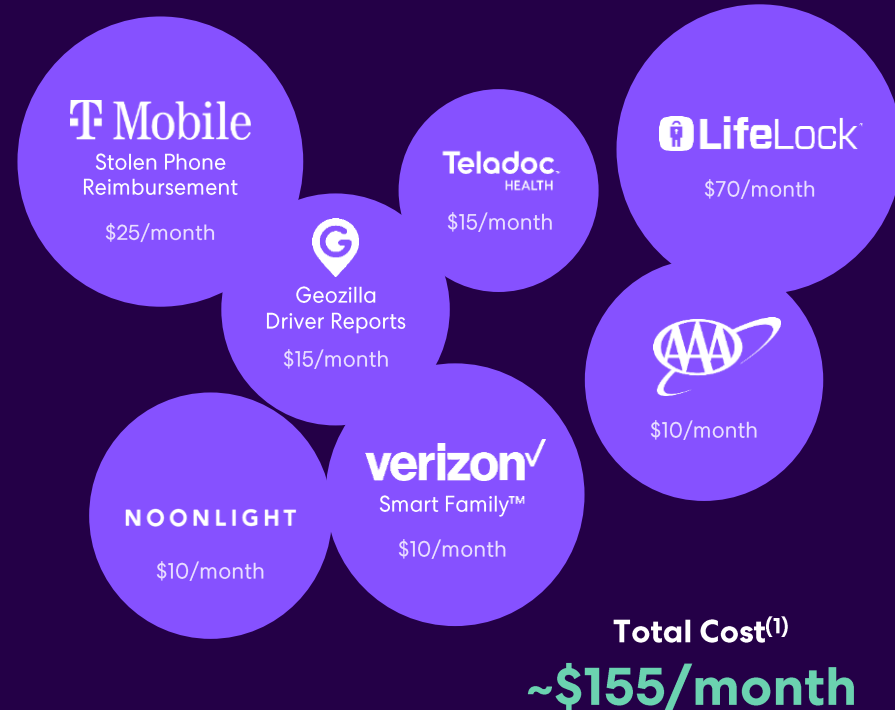 T Mobile
Stolen Phone
Reimbursement
$25/month
Teladoc
HEALTH
$15/month
LifeLock
$70/month
G
Geozilla
Driver Reports
$15/month
AAA
$10/month
NOONLIGHT
$10/month
verizon✓
Smart Family™
$10/month
Total Cost(1)
~$155/month